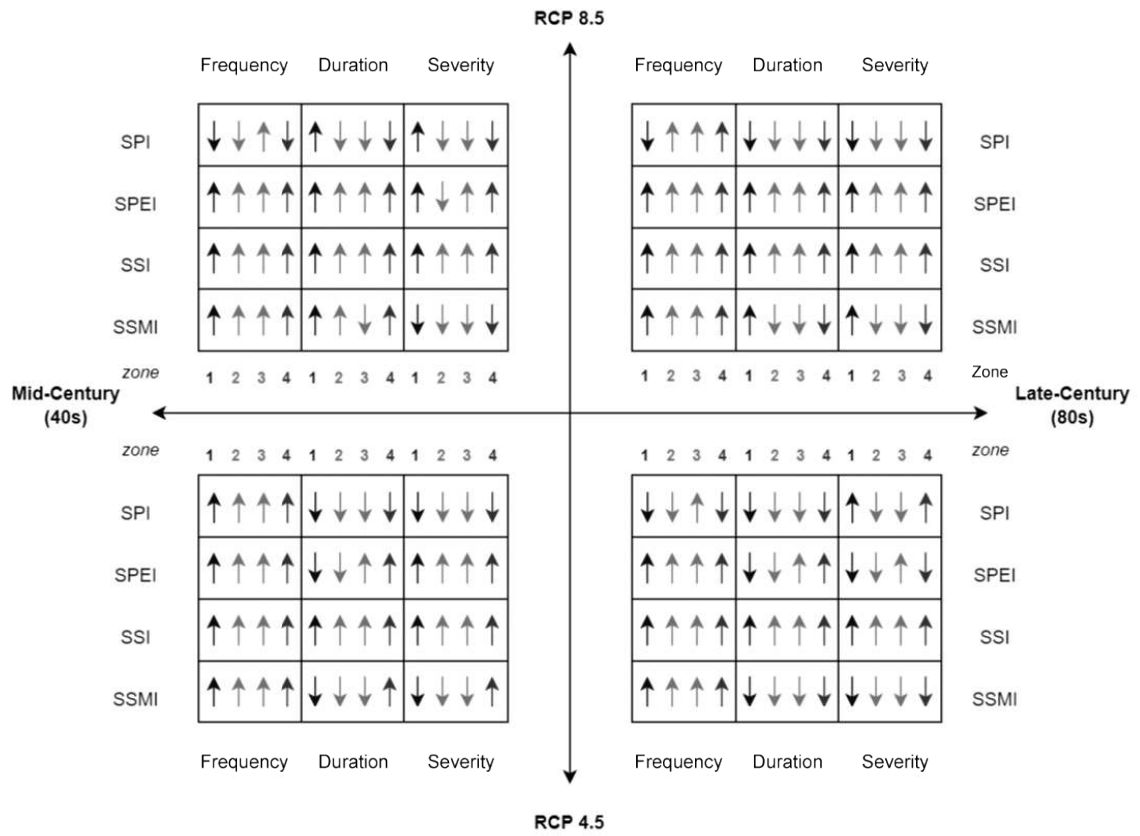 RCP 8.5
Frequency Duration Severity Frequency Duration Severity
SPI SPI
SPEI SPEI
SSI SSI
SSMI SSMI
zone 1 2 3 4 1 2 3 4 1 2 3 4 1 2 3 4 1 2 3 4 1 2 3 4 Zone
Mid-Century Late-Century
(40s) (80s)
zone 1 2 3 4 1 2 3 4 1 2 3 4 1 2 3 4 1 2 3 4 1 2 3 4 zone
SPI SPI
SPEI SPEI
SSI SSI
SSMI SSMI
Frequency Duration Severity Frequency Duration Severity
RCP 4.5